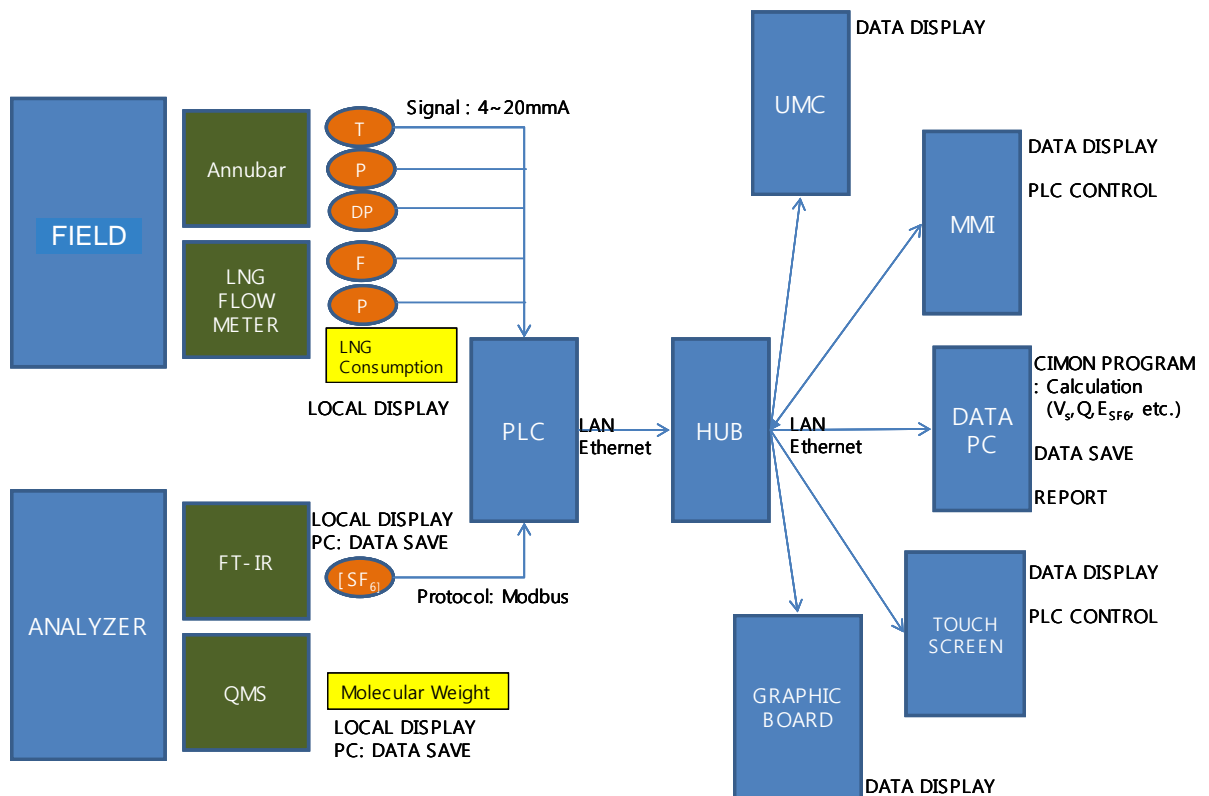 FIELD
Annubar
T
P
DP
Signal : 4~20mmA
LNG
FLOW
METER
F
P
LNG
Consumption
LOCAL DISPLAY
ANALYZER
FT-IR
LOCAL DISPLAY
PC: DATA SAVE
[SF6]
Protocol: Modbus
QMS
Molecular Weight
LOCAL DISPLAY
PC: DATA SAVE
PLC
LAN
Ethernet
HUB
LAN
Ethernet
UMC
DATA DISPLAY
MMI
DATA DISPLAY
PLC CONTROL
DATA
PC
CIMON PROGRAM
: Calculation
(Vs,Q,ESF6, etc.)
DATA SAVE
REPORT
TOUCH
SCREEN
DATA DISPLAY
PLC CONTROL
GRAPHIC
BOARD
DATA DISPLAY